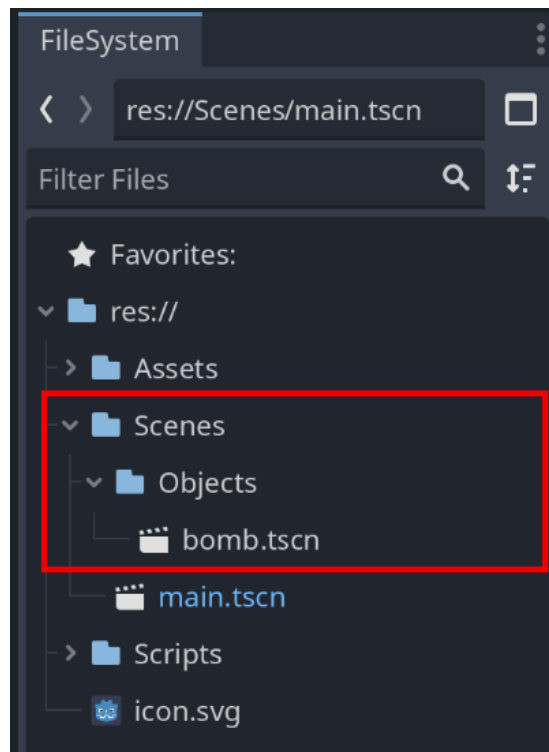 FileSystem
res://Scenes/main.tscn
Filter Files
Favorites:
res://
Assets
Scenes
Objects
bomb.tscn
main.tscn
Scripts
icon.svg